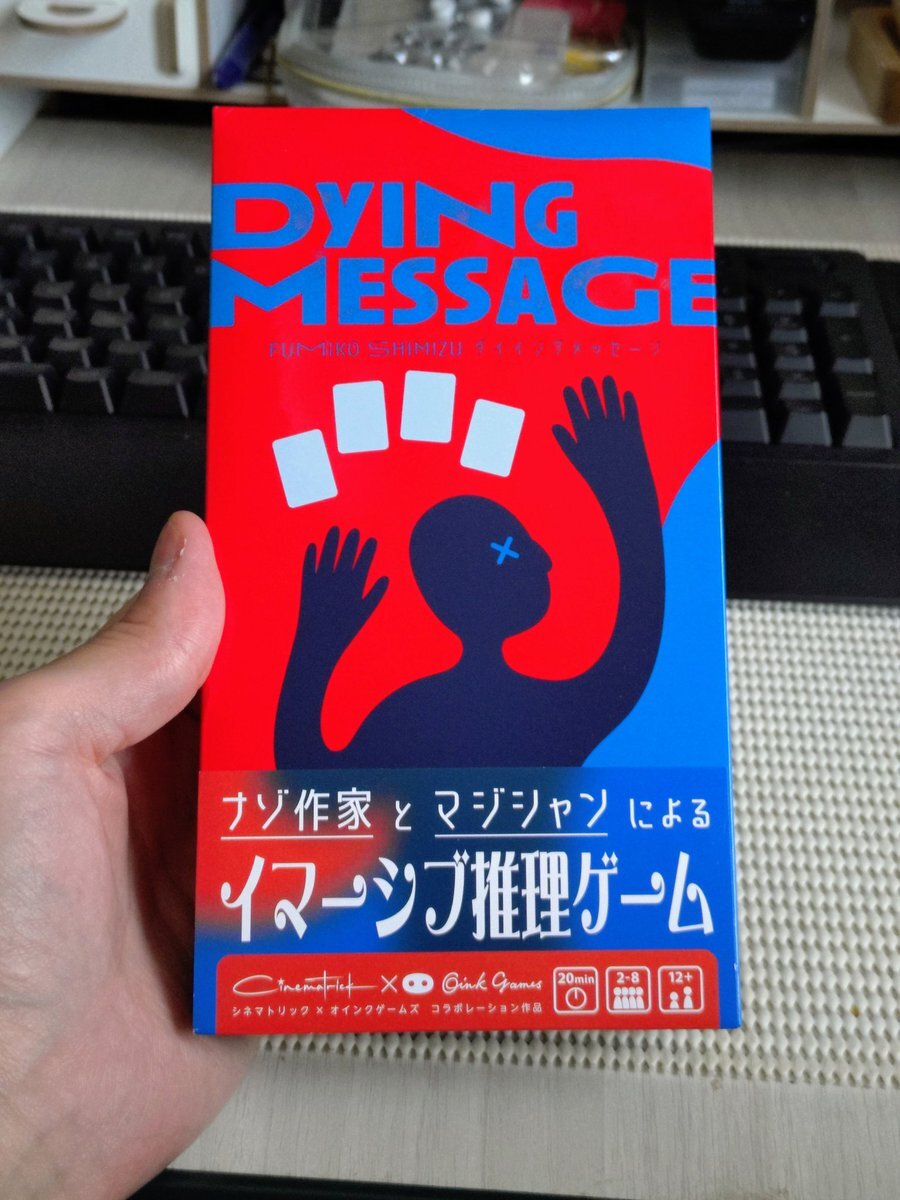 DYING
MESSAGE
FUMIKO SHIMIZU ダイイングメッセージ
ナゾ作家 と マジシャン による
イマーシブ推理ゲーム
Cinematrick × Oink Games 20min 2-8 12+
シネマトリック × オインクゲームズ コラボレーション作品